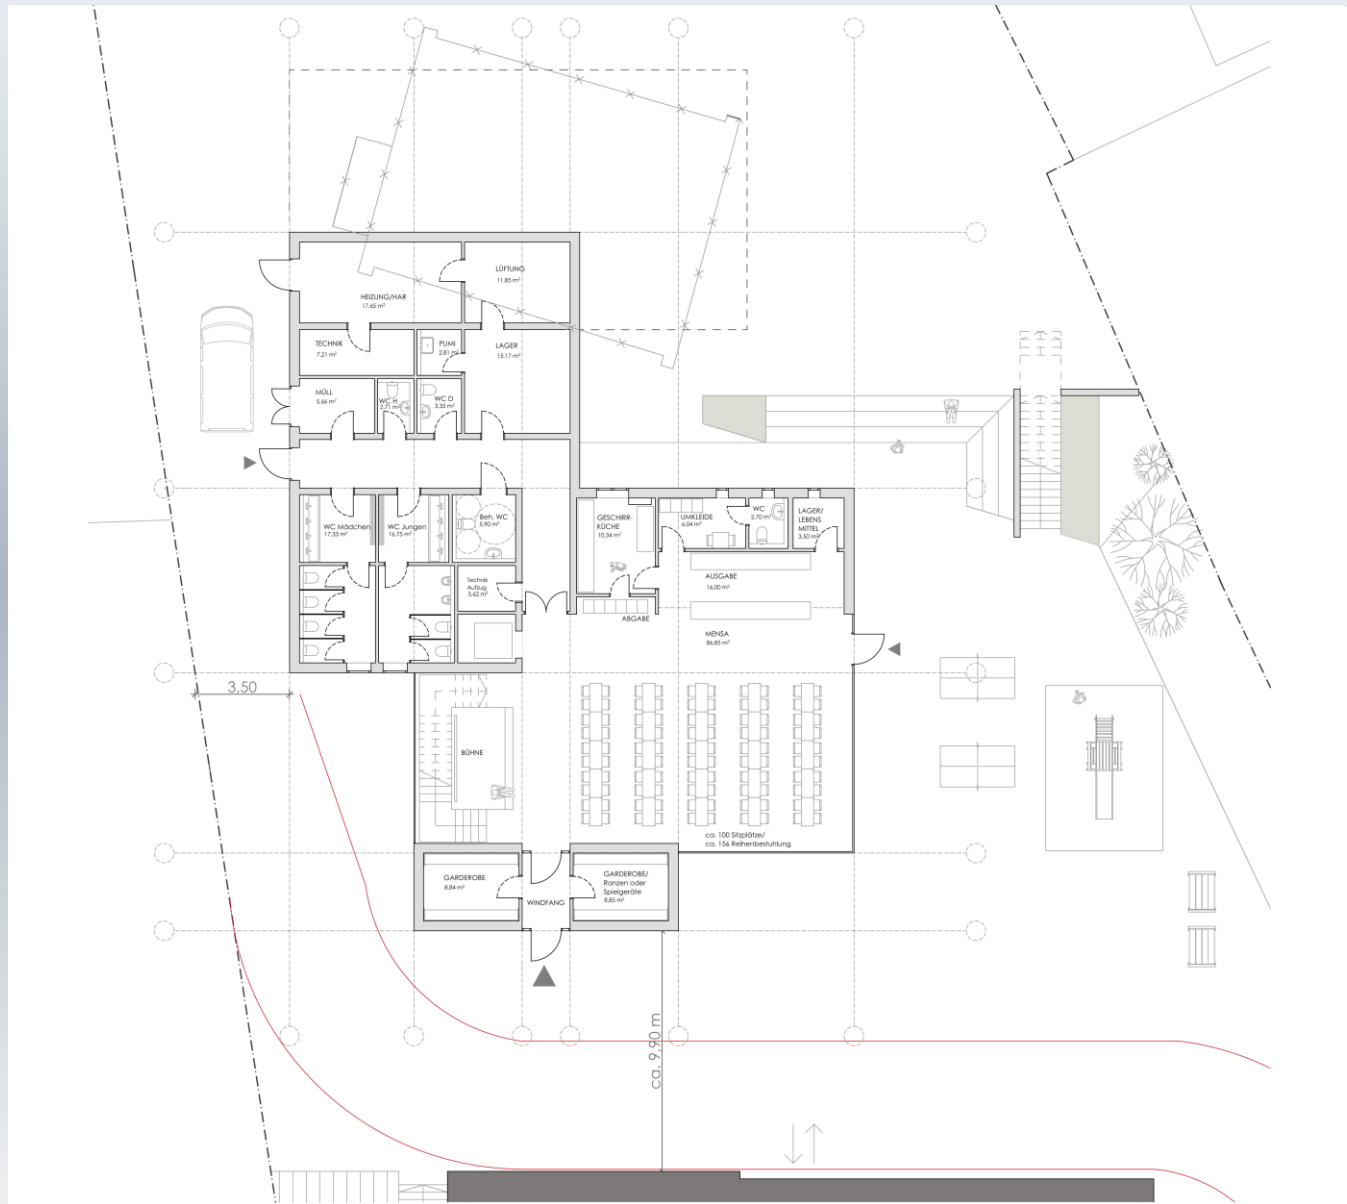 LÜFTUNG
11,85 m²
HEIZUNG/HAR
17,65 m²
TECHNIK
7,21 m²
PUMI
2,81 m²
LAGER
15,17 m²
MÜLL
5,66 m²
WC H
2,71 m²
WC D
3,35 m²
WC Mädchen
17,33 m²
WC Jungen
16,75 m²
Beh. WC
5,90 m²
GESCHIRR-
KÜCHE
10,34 m²
UMKLEIDE
6,04 m²
WC
2,70 m²
LAGER/
LEBENS
MITTEL
3,50 m²
Technik
Aufzug
3,62 m²
AUSGABE
16,00 m²
ABGABE
MENSA
86,85 m²
3,50
BÜHNE
ca. 100 Sitzplätze/
ca. 156 Reihenbestuhlung
GARDEROBE
8,84 m²
WINDFANG
GARDEROBE/
Ranzen oder
Spielgeräte
8,85 m²
ca. 9,90 m